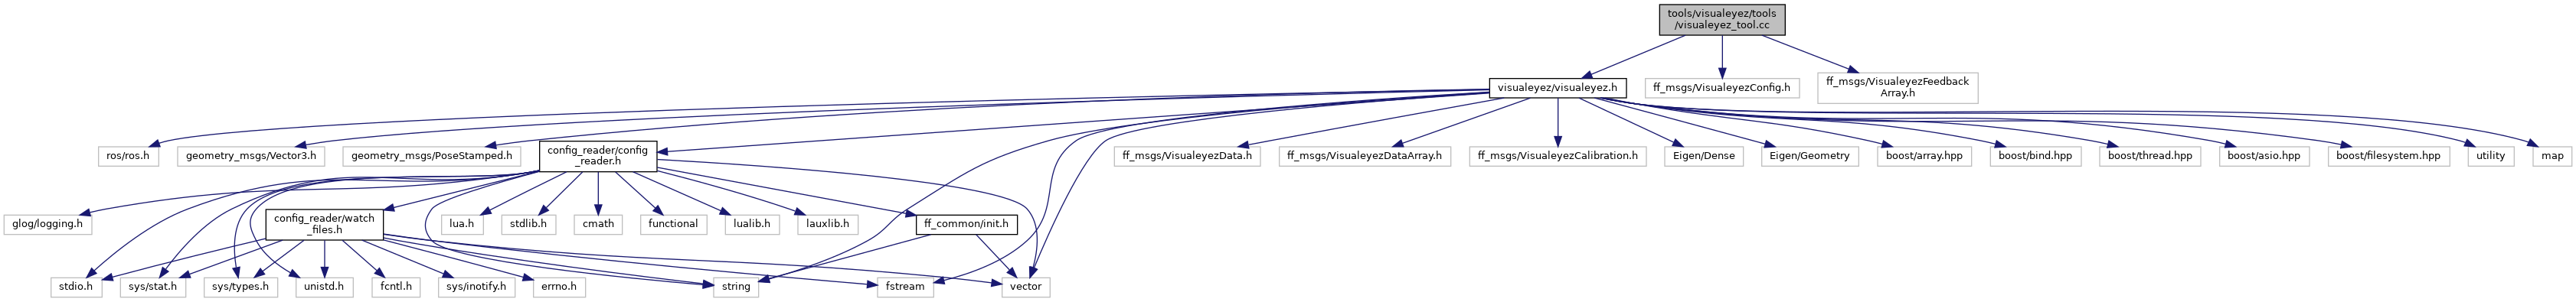 tools/visualeyez/tools
/visualeyez_tool.cc
visualeyez/visualeyez.h
ff_msgs/VisualeyezConfig.h
ff_msgs/VisualeyezFeedback
Array.h
ros/ros.h
geometry_msgs/Vector3.h
geometry_msgs/PoseStamped.h
config_reader/config
_reader.h
ff_msgs/VisualeyezData.h
ff_msgs/VisualeyezDataArray.h
ff_msgs/VisualeyezCalibration.h
Eigen/Dense
Eigen/Geometry
boost/array.hpp
boost/bind.hpp
boost/thread.hpp
boost/asio.hpp
boost/filesystem.hpp
utility
map
glog/logging.h
config_reader/watch
_files.h
lua.h
stdlib.h
cmath
functional
lualib.h
lauxlib.h
ff_common/init.h
stdio.h
sys/stat.h
sys/types.h
unistd.h
fcntl.h
sys/inotify.h
errno.h
string
fstream
vector